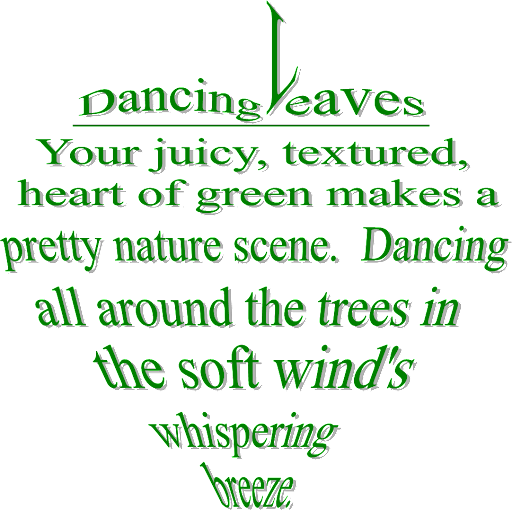 Dancing Leaves
Your juicy, textured,
heart of green makes a
pretty nature scene. Dancing
all around the trees in
the soft wind's
whispering
breeze.